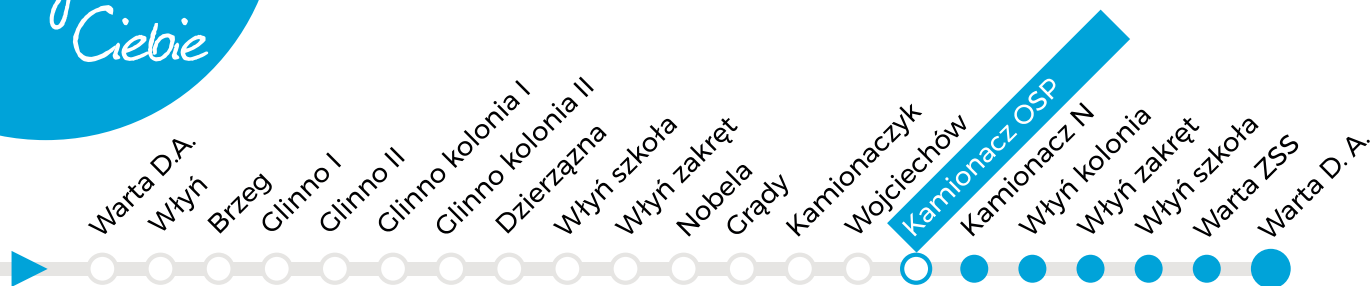 Ciebie
Warta D.A.
Włyń
Brzeg
Glinno I
Glinno II
Glinno kolonia I
Glinno kolonia II
Dzierzązna
Włyń szkoła
Włyń zakręt
Nobela
Grądy
Kamionaczyk
Wojciechów
Kamionacz OSP
Kamionacz N
Włyń kolonia
Włyń zakręt
Włyń szkoła
Warta ZSS
Warta D. A.